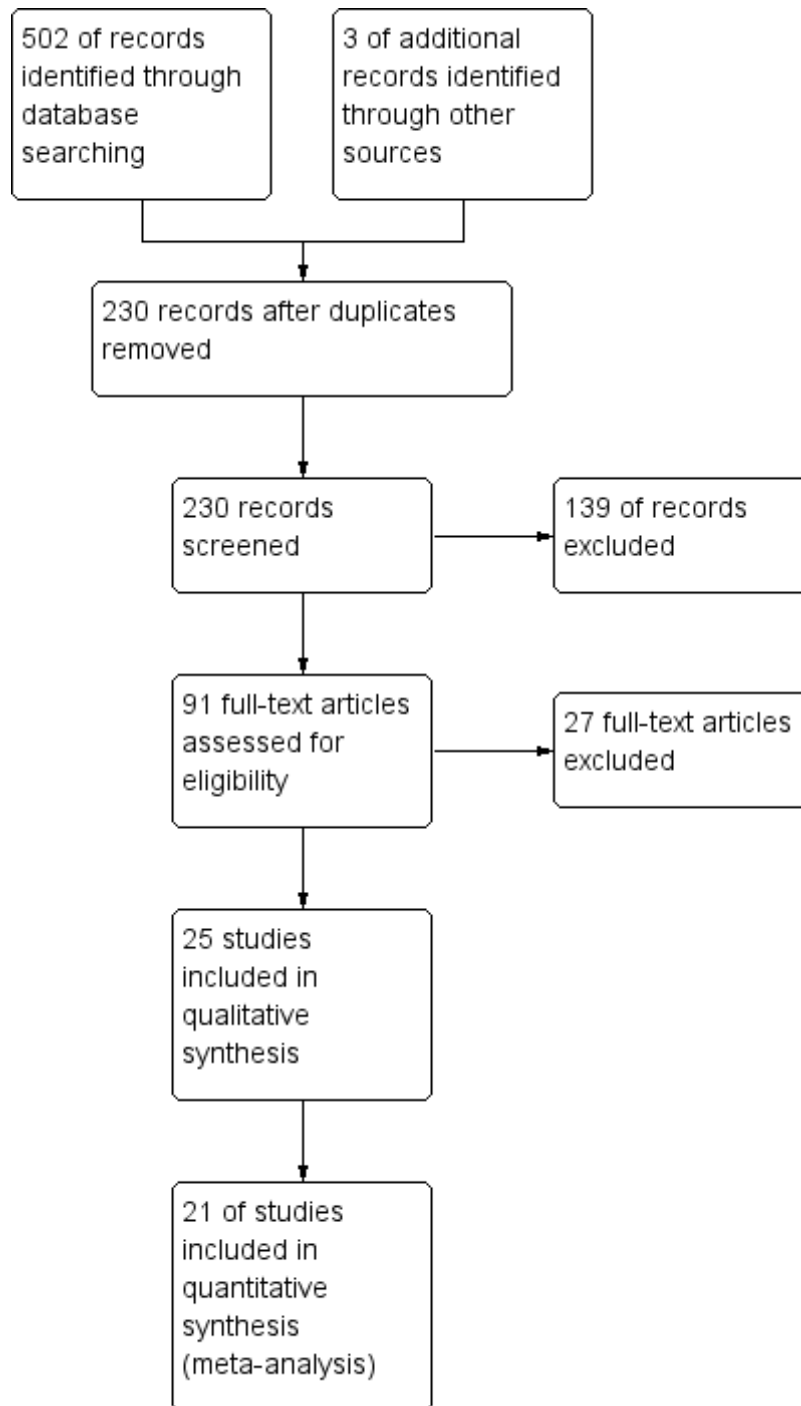 502 of records
identified through
database
searching
3 of additional
records identified
through other
sources
230 records after duplicates
removed
230 records
screened
139 of records
excluded
91 full-text articles
assessed for
eligibility
27 full-text articles
excluded
25 studies
included in
qualitative
synthesis
21 of studies
included in
quantitative
synthesis
(meta-analysis)